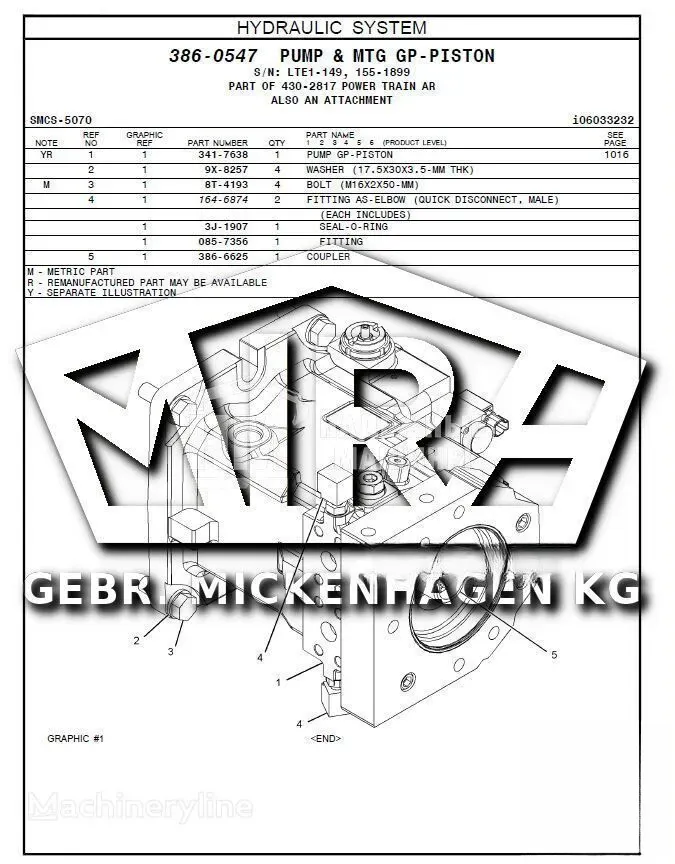 HYDRAULIC SYSTEM
386-0547 PUMP & MTG GP-PISTON
S/N: LTE1-149, 155-1899
PART OF 430-2817 POWER TRAIN AR
ALSO AN ATTACHMENT
SMCS-5070 i06033232
NOTE REF NO GRAPHIC REF PART NUMBER QTY PART NAME 1 2 3 4 5 6 (PRODUCT LEVEL) SEE PAGE
YR 1 1 341-7638 1 PUMP GP-PISTON 1016
2 1 9X-8257 4 WASHER (17.5X30X3.5-MM THK)
M 3 1 8T-4193 4 BOLT (M16X2X50-MM)
4 1 164-6874 2 FITTING AS-ELBOW (QUICK DISCONNECT, MALE)
(EACH INCLUDES)
1 3J-1907 1 SEAL-O-RING
1 085-7356 1 FITTING
5 1 386-6625 1 COUPLER
M - METRIC PART
R - REMANUFACTURED PART MAY BE AVAILABLE
Y - SEPARATE ILLUSTRATION
MRA
GEBR. MICKENHAGEN KG
2
3
4
1
4
5
GRAPHIC #1 <END>
Machineryline